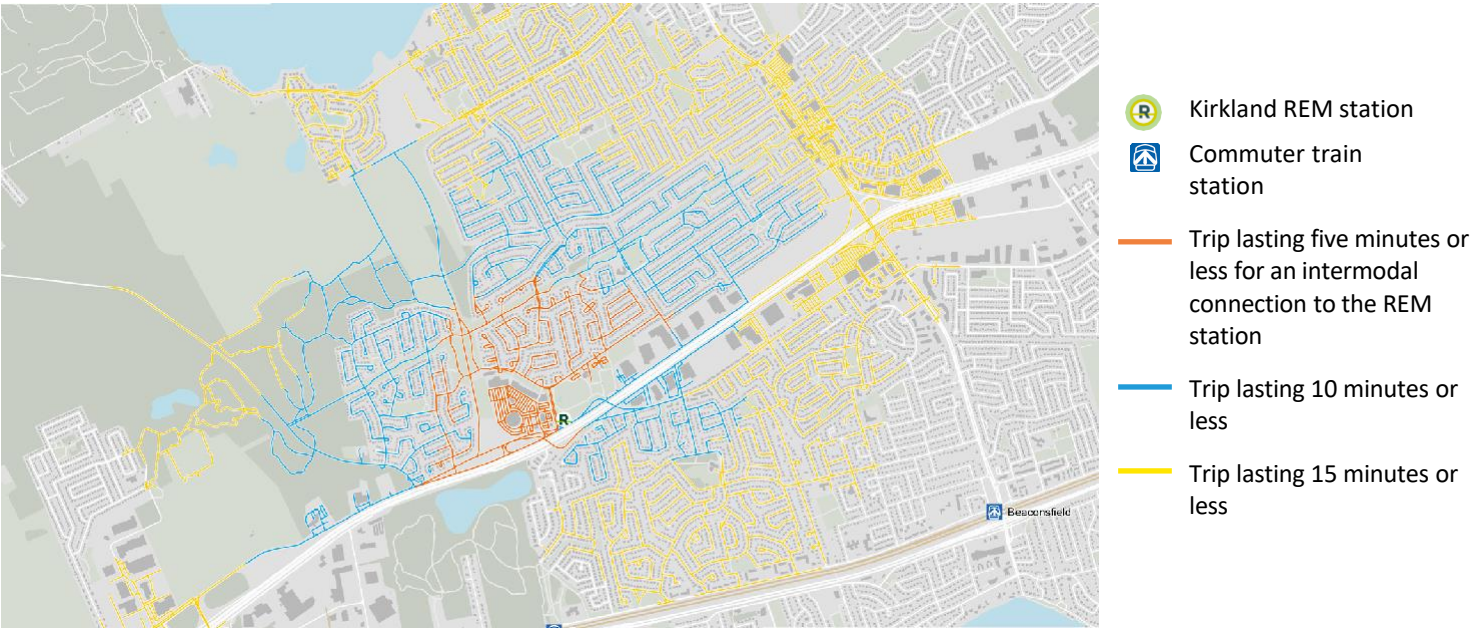 R
Beaconsfield
R
Kirkland REM station
Commuter train
station
Trip lasting five minutes or
less for an intermodal
connection to the REM
station
Trip lasting 10 minutes or
less
Trip lasting 15 minutes or
less